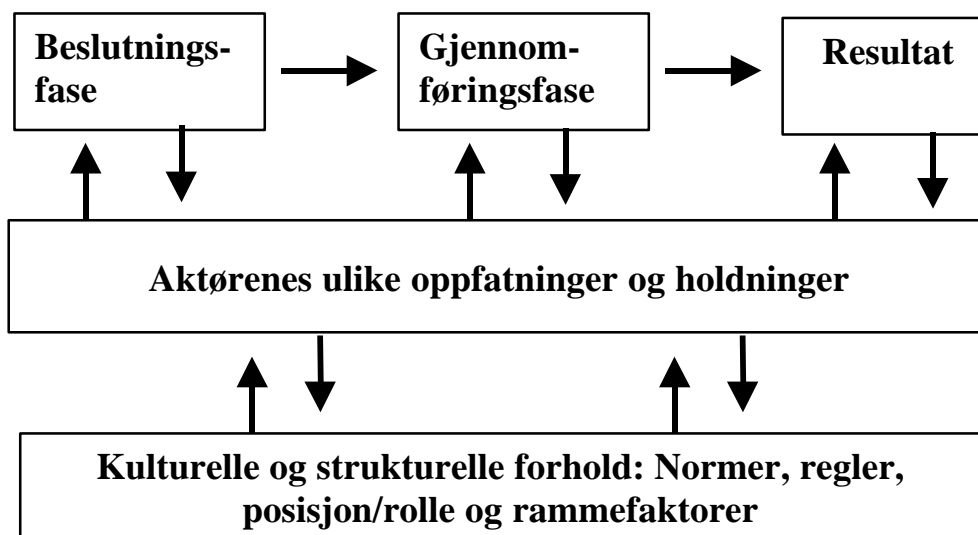 Beslutnings-
fase
Gjennom-
føringsfase
Resultat
Aktørenes ulike oppfatninger og holdninger
Kulturelle og strukturelle forhold: Normer, regler,
posisjon/rolle og rammefaktorer